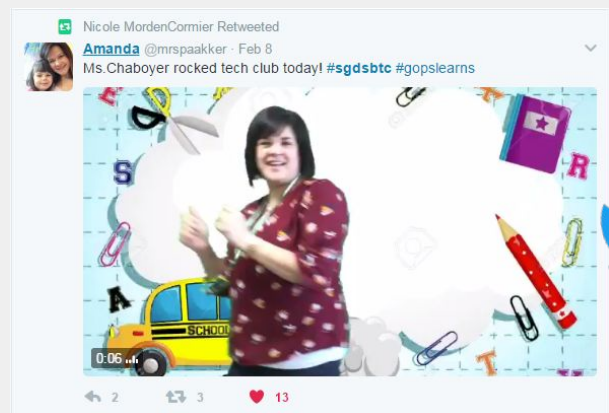 Nicole MordenCormier Retweeted
Amanda @mrspaakker · Feb 8
Ms.Chaboyer rocked tech club today! #sgdsbtc #gopslearns
E D
S
R
A
SCHOOL
T
0:06
2 3 13